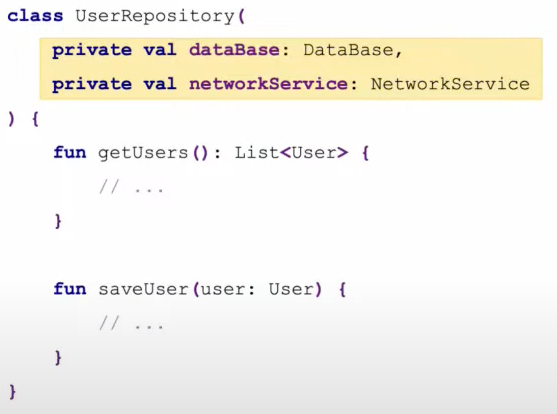 class UserRepository(
    private val dataBase: DataBase,
    private val networkService: NetworkService
) {
    fun getUsers(): List<User> {
        // ...
    }

    fun saveUser(user: User) {
        // ...
    }
}